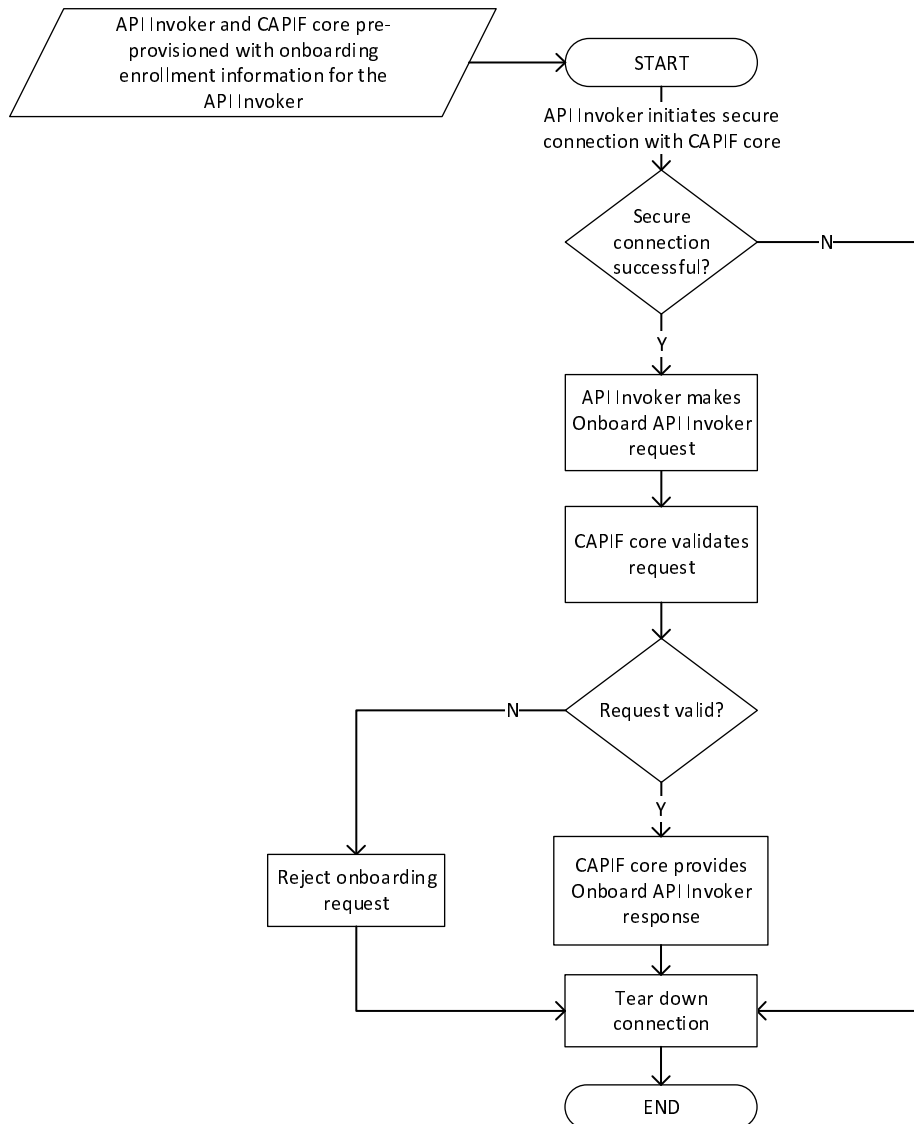 API Invoker and CAPIF core pre-
provisioned with onboarding
enrollment information for the
API Invoker
START
API Invoker initiates secure
connection with CAPIF core
Secure
connection
successful?
N
Y
API Invoker makes
Onboard API Invoker
request
CAPIF core validates
request
Request valid?
N
Y
Reject onboarding
request
CAPIF core provides
Onboard API Invoker
response
Tear down
connection
END